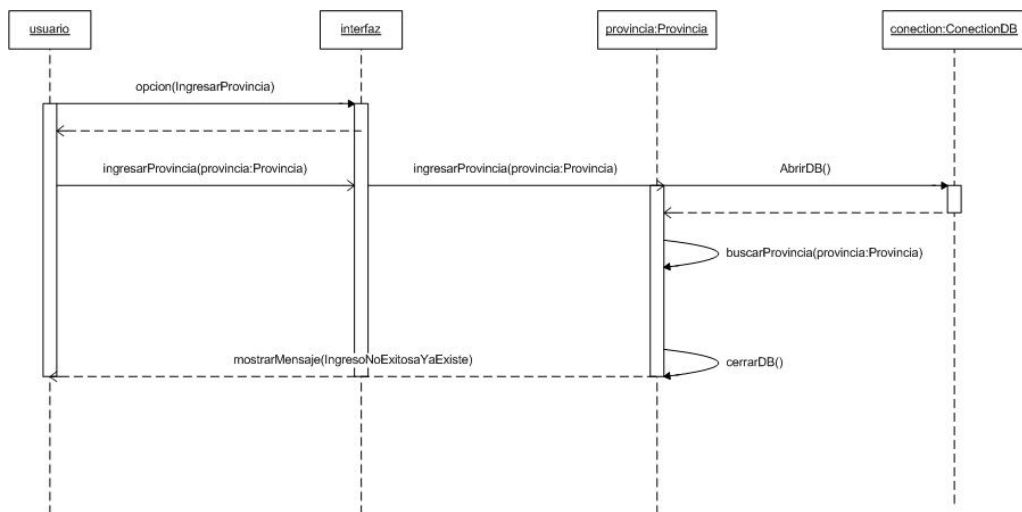 usuario
interfaz
provincia:Provincia
conection:ConectionDB
opcion(IngresarProvincia)
ingresarProvincia(provincia:Provincia)
ingresarProvincia(provincia:Provincia)
AbrirDB()
buscarProvincia(provincia:Provincia)
mostrarMensaje(IngresoNoExitosaYaExiste)
cerrarDB()